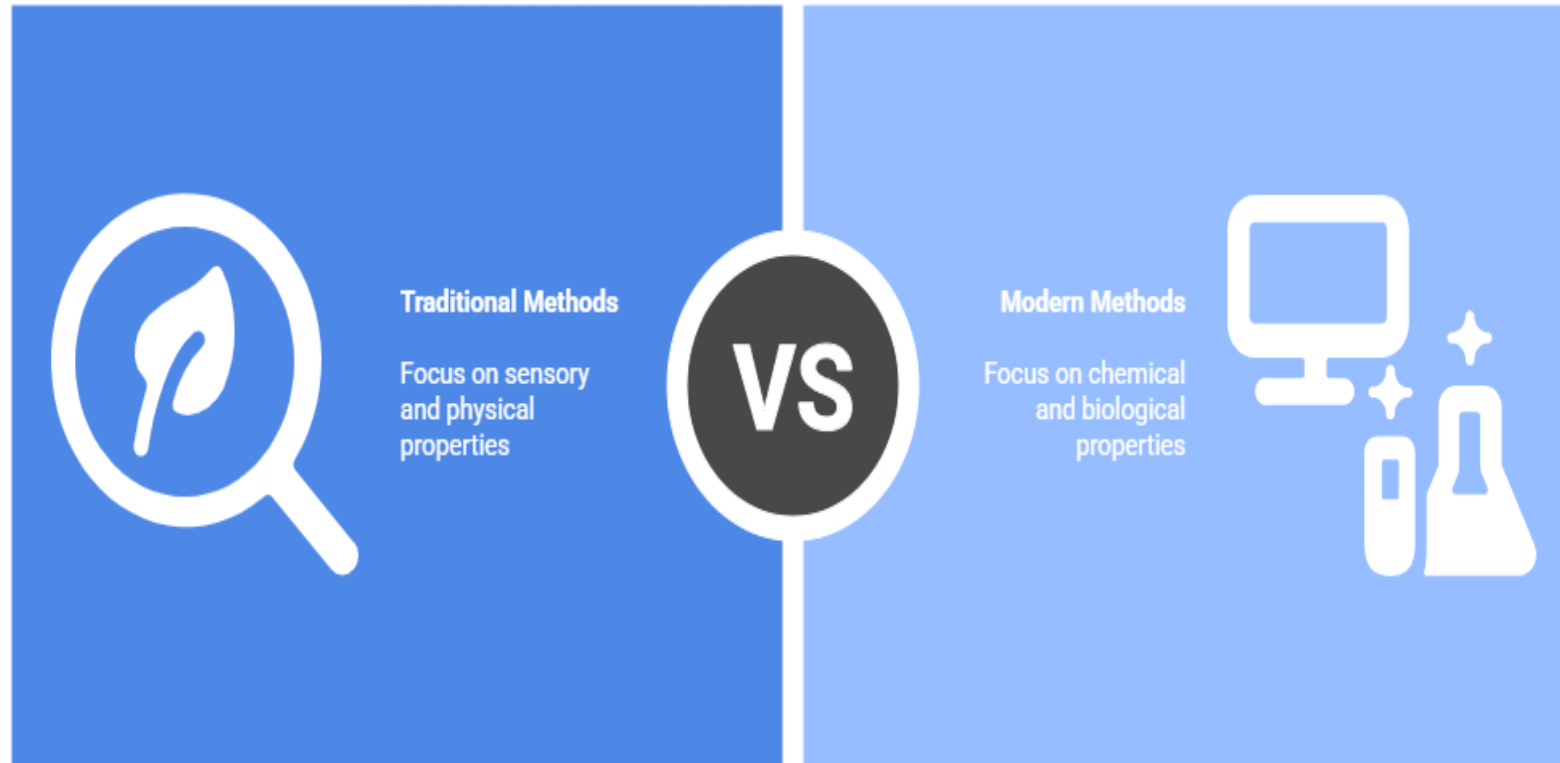 Traditional Methods
Focus on sensory
and physical
properties
VS
Modern Methods
Focus on chemical
and biological
properties